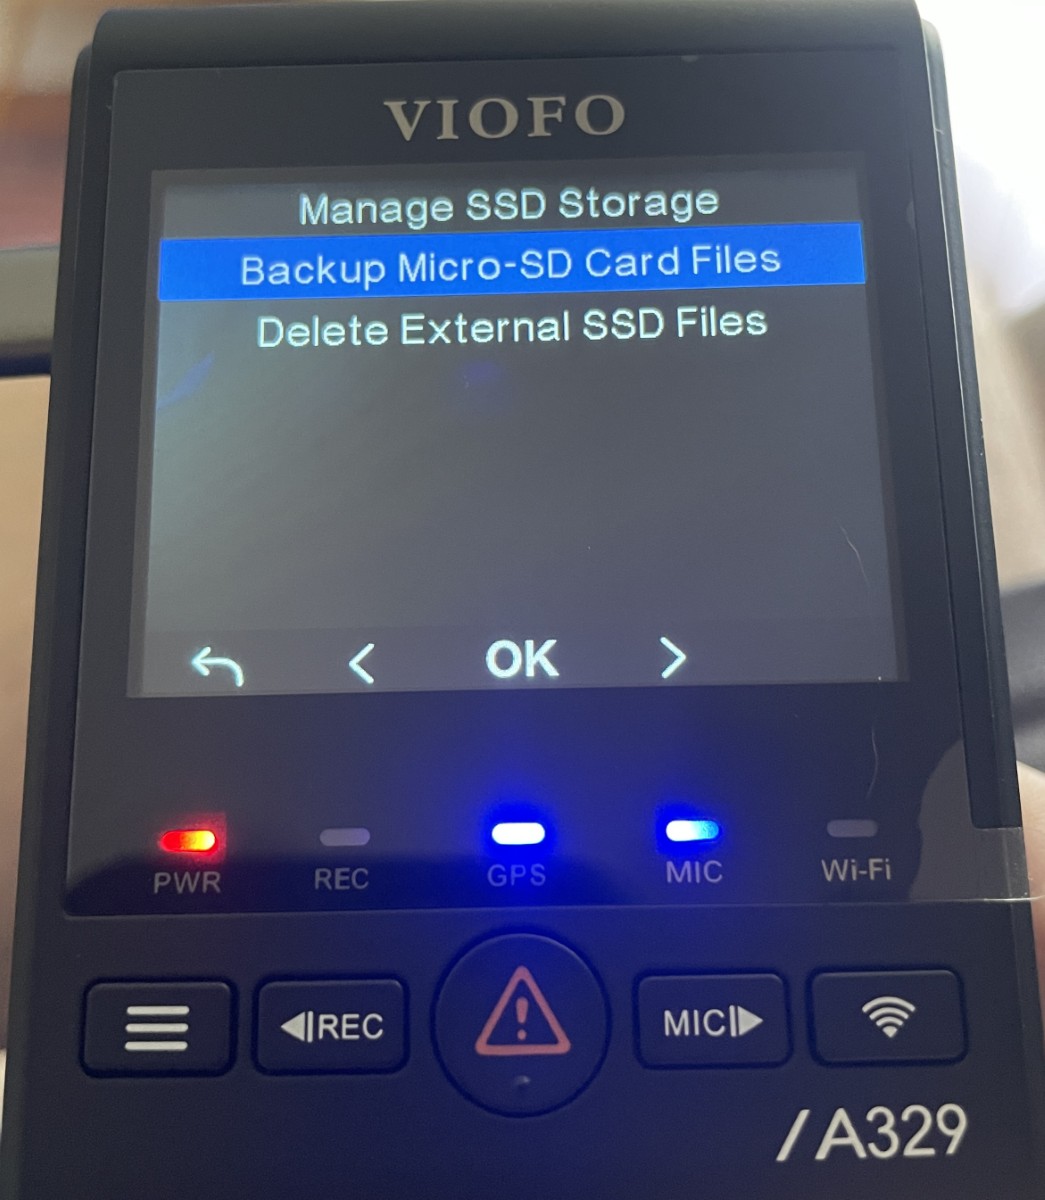 VIOFO
Manage SSD Storage
Backup Micro-SD Card Files
Delete External SSD Files
OK
PWR REC GPS MIC Wi-Fi
REC MIC
/A329